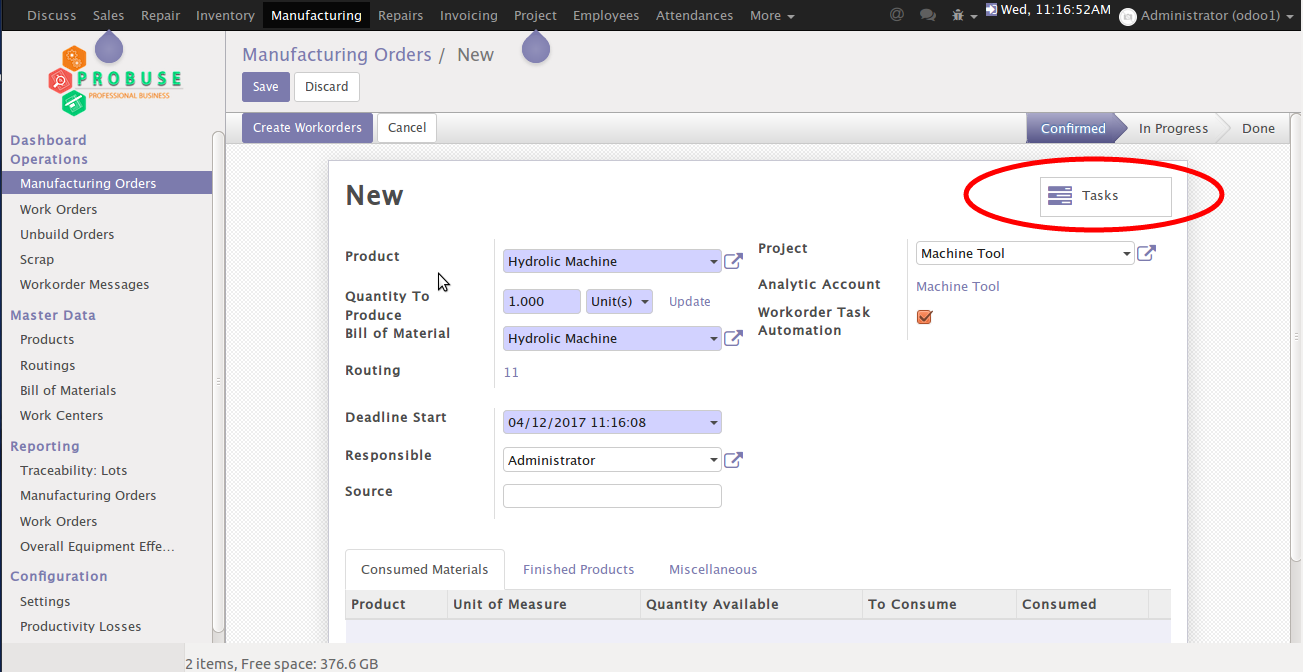 Discuss Sales Repair Inventory Manufacturing Repairs Invoicing Project Employees Attendances More @ Wed, 11:16:52AM Administrator (odoo1)
PROBUSE
PROFESSIONAL BUSINESS
Manufacturing Orders / New
Save Discard
Create Workorders Cancel Confirmed In Progress Done
Dashboard
Operations
Manufacturing Orders
Work Orders
Unbuild Orders
Scrap
Workorder Messages
Master Data
Products
Routings
Bill of Materials
Work Centers
Reporting
Traceability: Lots
Manufacturing Orders
Work Orders
Overall Equipment Effe...
Configuration
Settings
Productivity Losses
New
Tasks
Product Hydrolic Machine
Quantity To
Produce
1.000 Unit(s) Update
Bill of Material Hydrolic Machine
Routing 11
Deadline Start 04/12/2017 11:16:08
Responsible Administrator
Source
Project Machine Tool
Analytic Account Machine Tool
Workorder Task
Automation
Consumed Materials Finished Products Miscellaneous
Product Unit of Measure Quantity Available To Consume Consumed
2 items, Free space: 376.6 GB